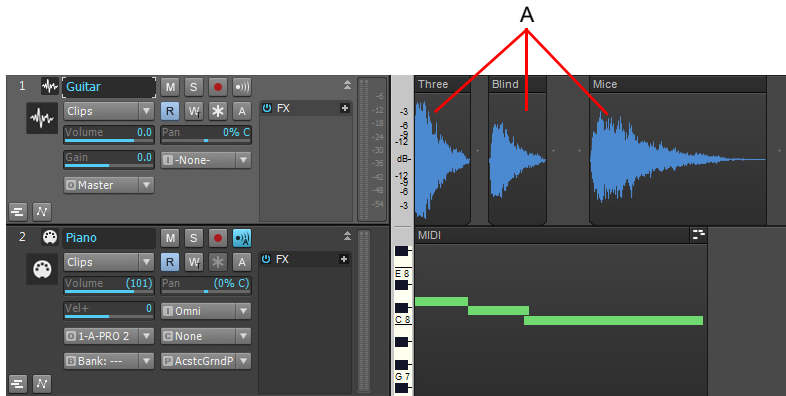 A
1 Guitar M S
Clips R W A
Volume 0.0 Pan 0% C
Gain 0.0 I -None-
O Master
FX
-6
-12
-18
-24
-30
-36
-42
-48
-54
Three Blind Mice
-3
-6
-9
-12
dB-
-12
-9
-6
-3
2 Piano M S A
Clips R W A
Volume (101) Pan (0% C)
Vel+ 0 I Omni
O 1-A-PRO 2 C None
B Bank: --- P AcstcGrndP
FX
MIDI
E 8
C 8
G 7